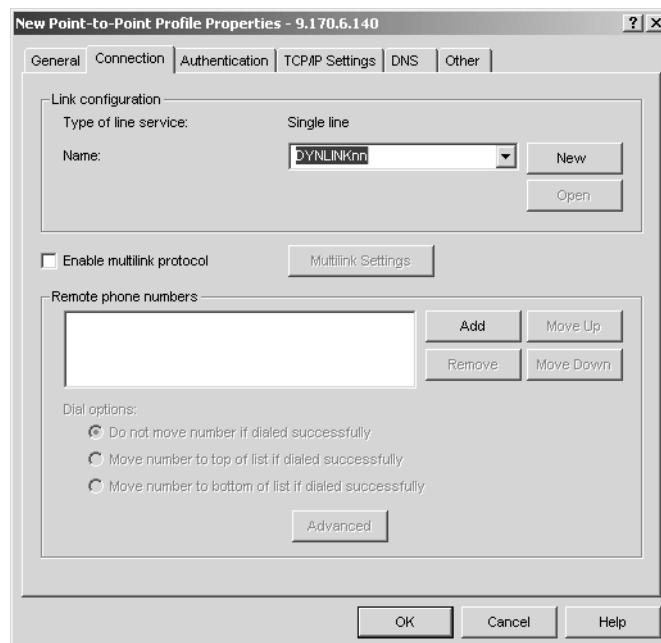 New Point-to-Point Profile Properties - 9.170.6.140
General Connection Authentication TCP/IP Settings DNS Other
Link configuration
Type of line service: Single line
Name: DYNLINKnn New
Open
Enable multilink protocol Multilink Settings
Remote phone numbers
Add Move Up
Remove Move Down
Dial options:
Do not move number if dialed successfully
Move number to top of list if dialed successfully
Move number to bottom of list if dialed successfully
Advanced
OK Cancel Help